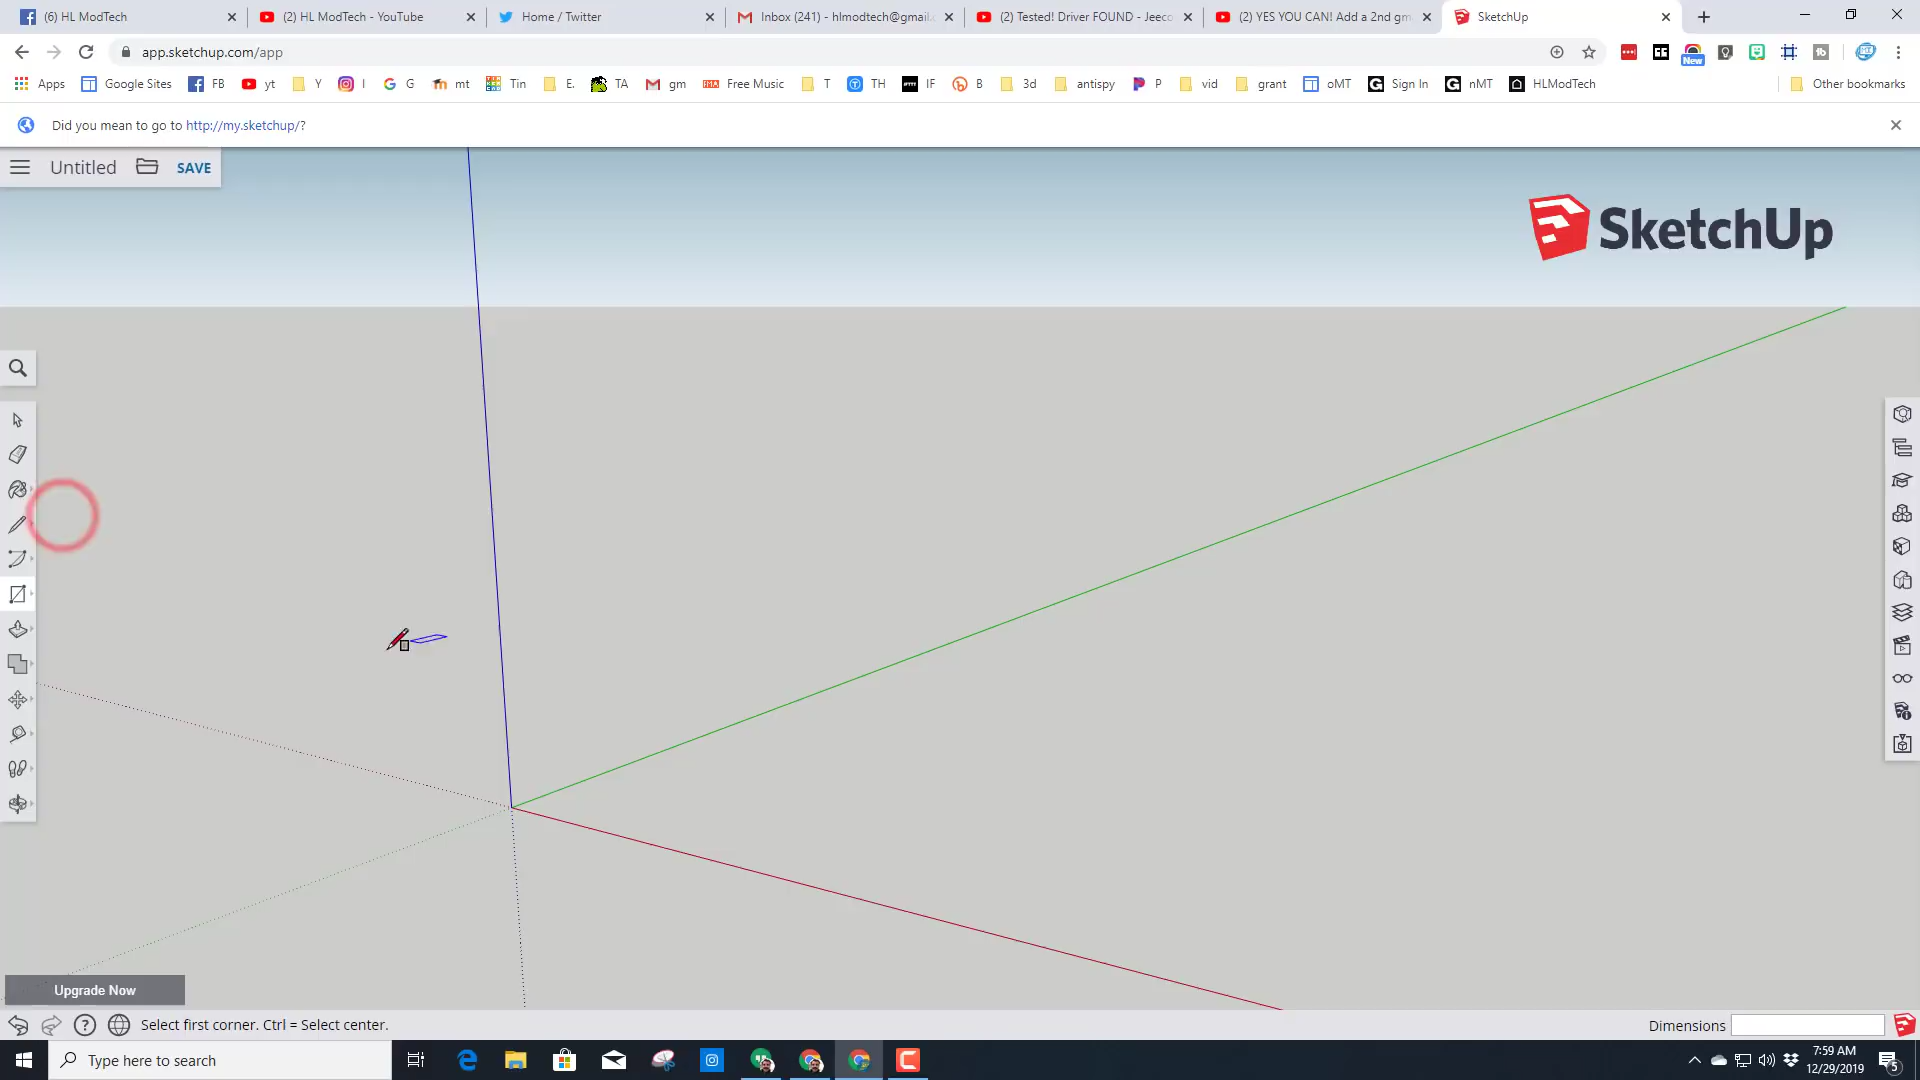 (6) HL ModTech
(2) HL ModTech - YouTube
Home / Twitter
Inbox (241) - hlmodtech@gmail.c
(2) Tested! Driver FOUND - Jeeco
(2) YES YOU CAN! Add a 2nd gm
SketchUp
app.sketchup.com/app
New
Apps
Google Sites
FB
yt
Y
I
G
mt
Tin
E.
TA
gm
Free Music
T
TH
IF
B
3d
antispy
P
vid
grant
oMT
Sign In
nMT
HLModTech
Other bookmarks
Did you mean to go to http://my.sketchup/?
Untitled
SAVE
SketchUp
Upgrade Now
Select first corner. Ctrl = Select center.
Dimensions
Type here to search
7:59 AM
12/29/2019
5